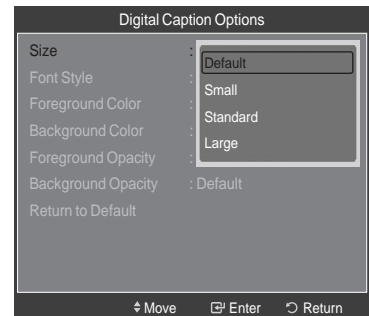 Digital Caption Options
Size :
Default
Small
Standard
Large
Font Style :
Foreground Color :
Background Color :
Foreground Opacity :
Background Opacity : Default
Return to Default
Move Enter Return